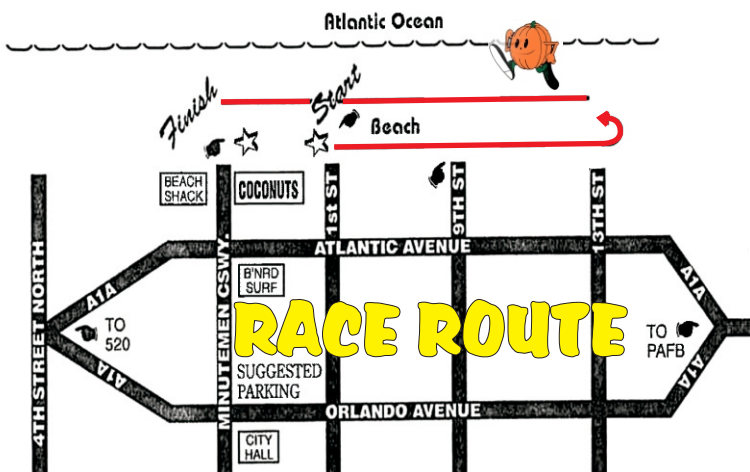 Atlantic Ocean
Finish
Start
Beach
BEACH
SHACK
COCONUTS
1st ST
9TH ST
13TH ST
ATLANTIC AVENUE
4TH STREET NORTH
MINUTEMEN CSWY.
A1A
A1A
B'NRD
SURF
TO
520
RACE ROUTE
TO
PAFB
SUGGESTED
PARKING
A1A
A1A
ORLANDO AVENUE
CITY
HALL